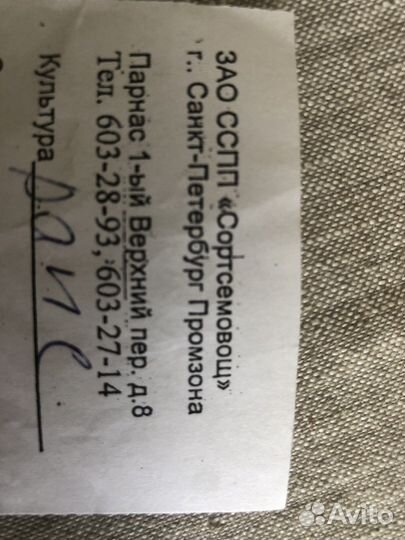 ЗАО ССПП «Сортсемовощ»
г.. Санкт-Петербург Промзона
Парнас 1-ый Верхний пер. д.8
Тел. 603-28-93, 603-27-14
Культура рапс
Avito